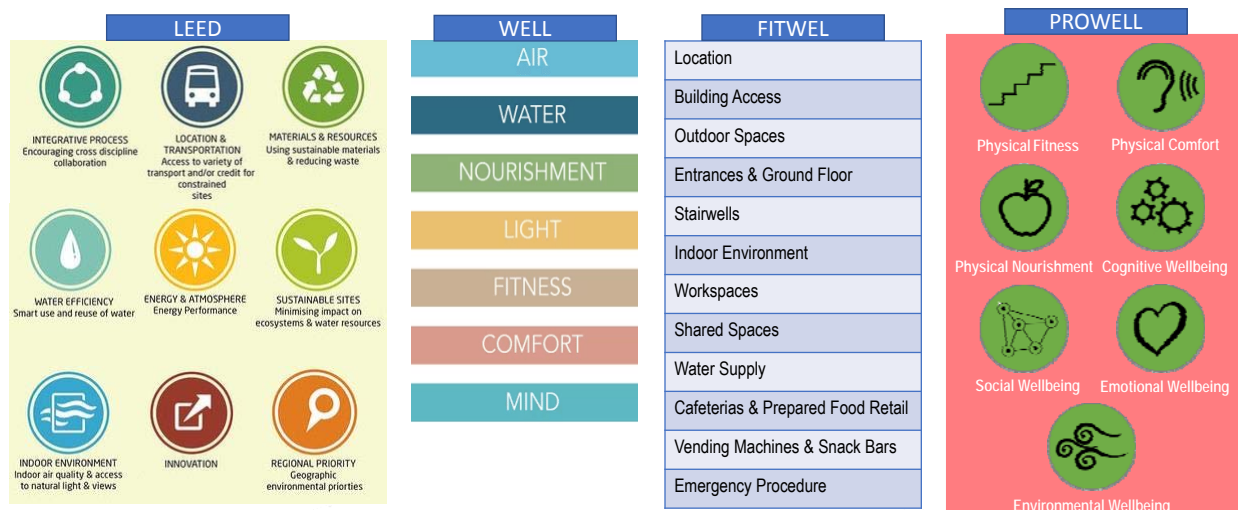 LEED
INTEGRATIVE PROCESS
Encouraging cross discipline
collaboration
LOCATION &
TRANSPORTATION
Access to variety of
transport and/or credit for
constrained
sites
MATERIALS & RESOURCES
Using sustainable materials
& reducing waste
WATER EFFICIENCY
Smart use and reuse of water
ENERGY & ATMOSPHERE
Energy Performance
SUSTAINABLE SITES
Minimising impact on
ecosystems & water resources
INDOOR ENVIRONMENT
Indoor air quality & access
to natural light & views
INNOVATION
REGIONAL PRIORITY
Geographic
environmental priorties
WELL
AIR
WATER
NOURISHMENT
LIGHT
FITNESS
COMFORT
MIND
FITWEL
Location
Building Access
Outdoor Spaces
Entrances & Ground Floor
Stairwells
Indoor Environment
Workspaces
Shared Spaces
Water Supply
Cafeterias & Prepared Food Retail
Vending Machines & Snack Bars
Emergency Procedure
PROWELL
Physical Fitness
Physical Comfort
Physical Nourishment
Cognitive Wellbeing
Social Wellbeing
Emotional Wellbeing
Environmental Wellbeing